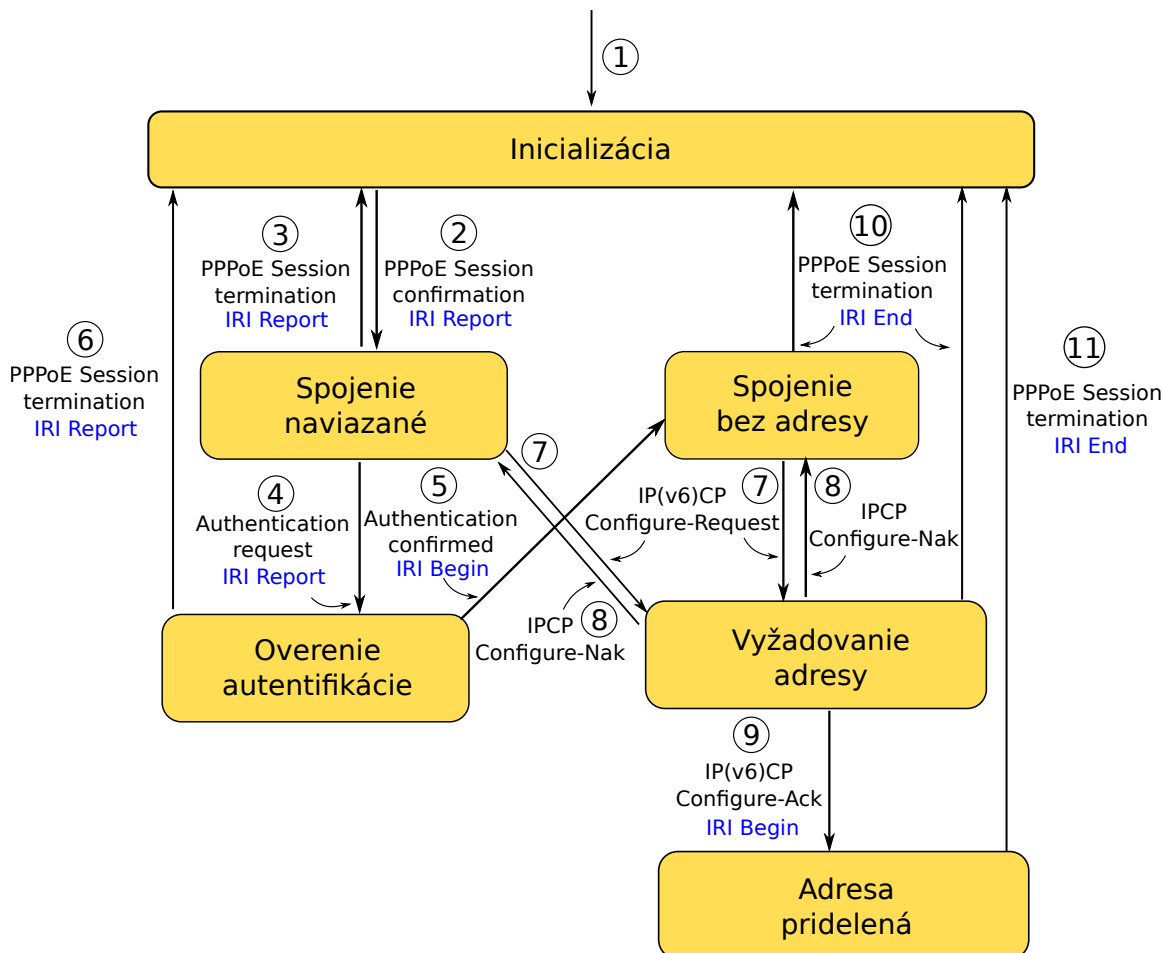 1
Inicializácia
3
PPPoE Session
termination
IRI Report
2
PPPoE Session
confirmation
IRI Report
10
PPPoE Session
termination
IRI End
6
PPPoE Session
termination
IRI Report
11
PPPoE Session
termination
IRI End
Spojenie
naviazané
Spojenie
bez adresy
7
4
Authentication
request
IRI Report
5
Authentication
confirmed
IRI Begin
IP(v6)CP
Configure-Request
7
8
IPCP
Configure-Nak
IPCP
Configure-Nak
8
Overenie
autentifikácie
Vyžadovanie
adresy
9
IP(v6)CP
Configure-Ack
IRI Begin
Adresa
pridelená